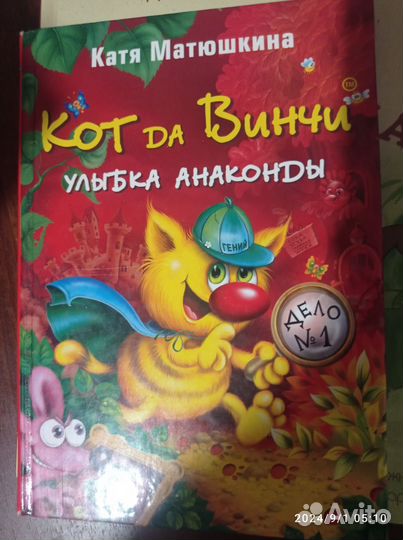 Катя Матюшкина
Кот да Винчи
УЛЫБКА АНАКОНДЫ
ГЕНИЙ
ДЕЛО
№1
2024/9/1 05:10
Avito